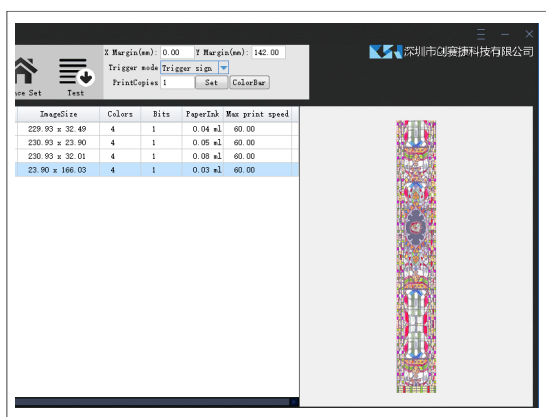 X Margin(mm): 0.00 Y Margin(mm): 142.00
深圳市创赛捷科技有限公司
Trigger mode Trigger sign
PrintCopies 1 Set ColorBar
ce Set Test
ImageSize Colors Bits PaperInk Max print speed
229.93 x 32.49 4 1 0.04 ml 60.00
230.93 x 23.90 4 1 0.05 ml 60.00
230.93 x 32.01 4 1 0.08 ml 60.00
23.90 x 166.03 4 1 0.03 ml 60.00